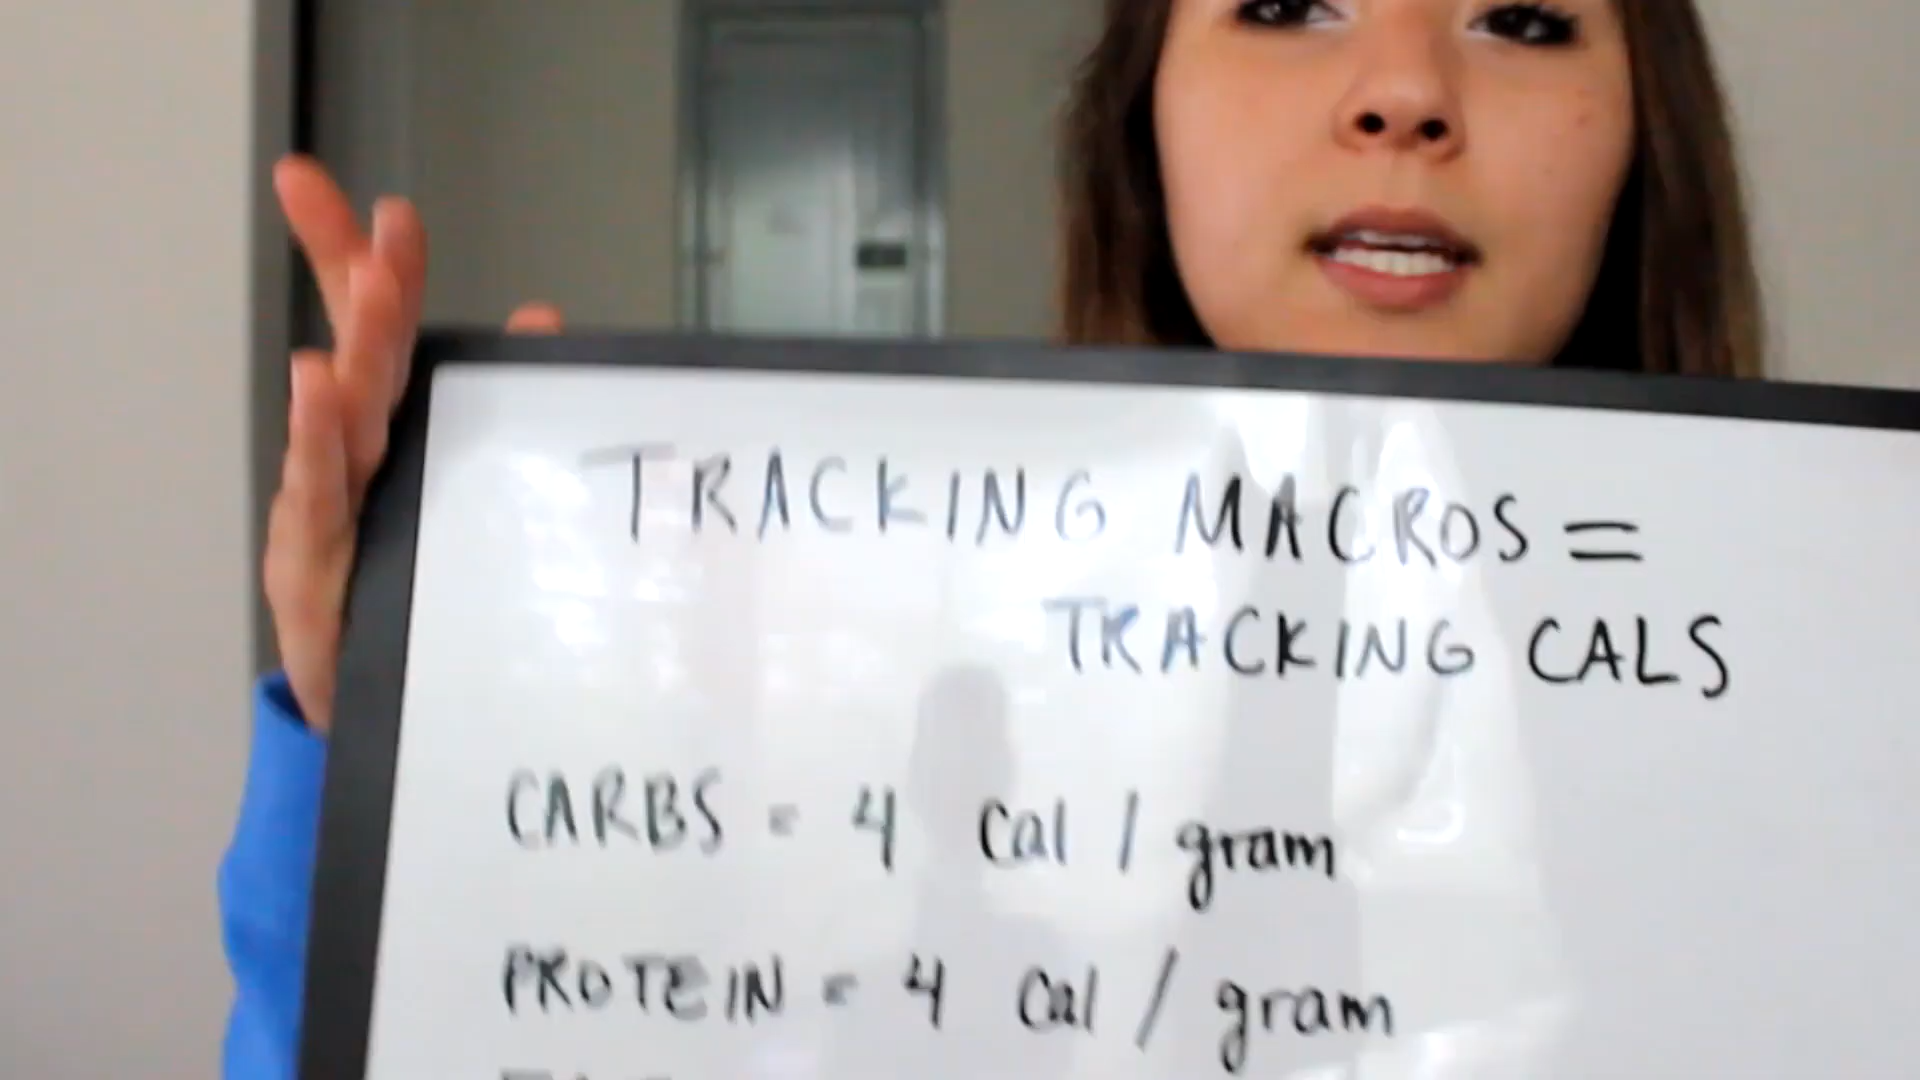 TRACKING MACROS =
TRACKING CALS
CARBS = 4 Cal / gram
PROTEIN = 4 Cal / gram